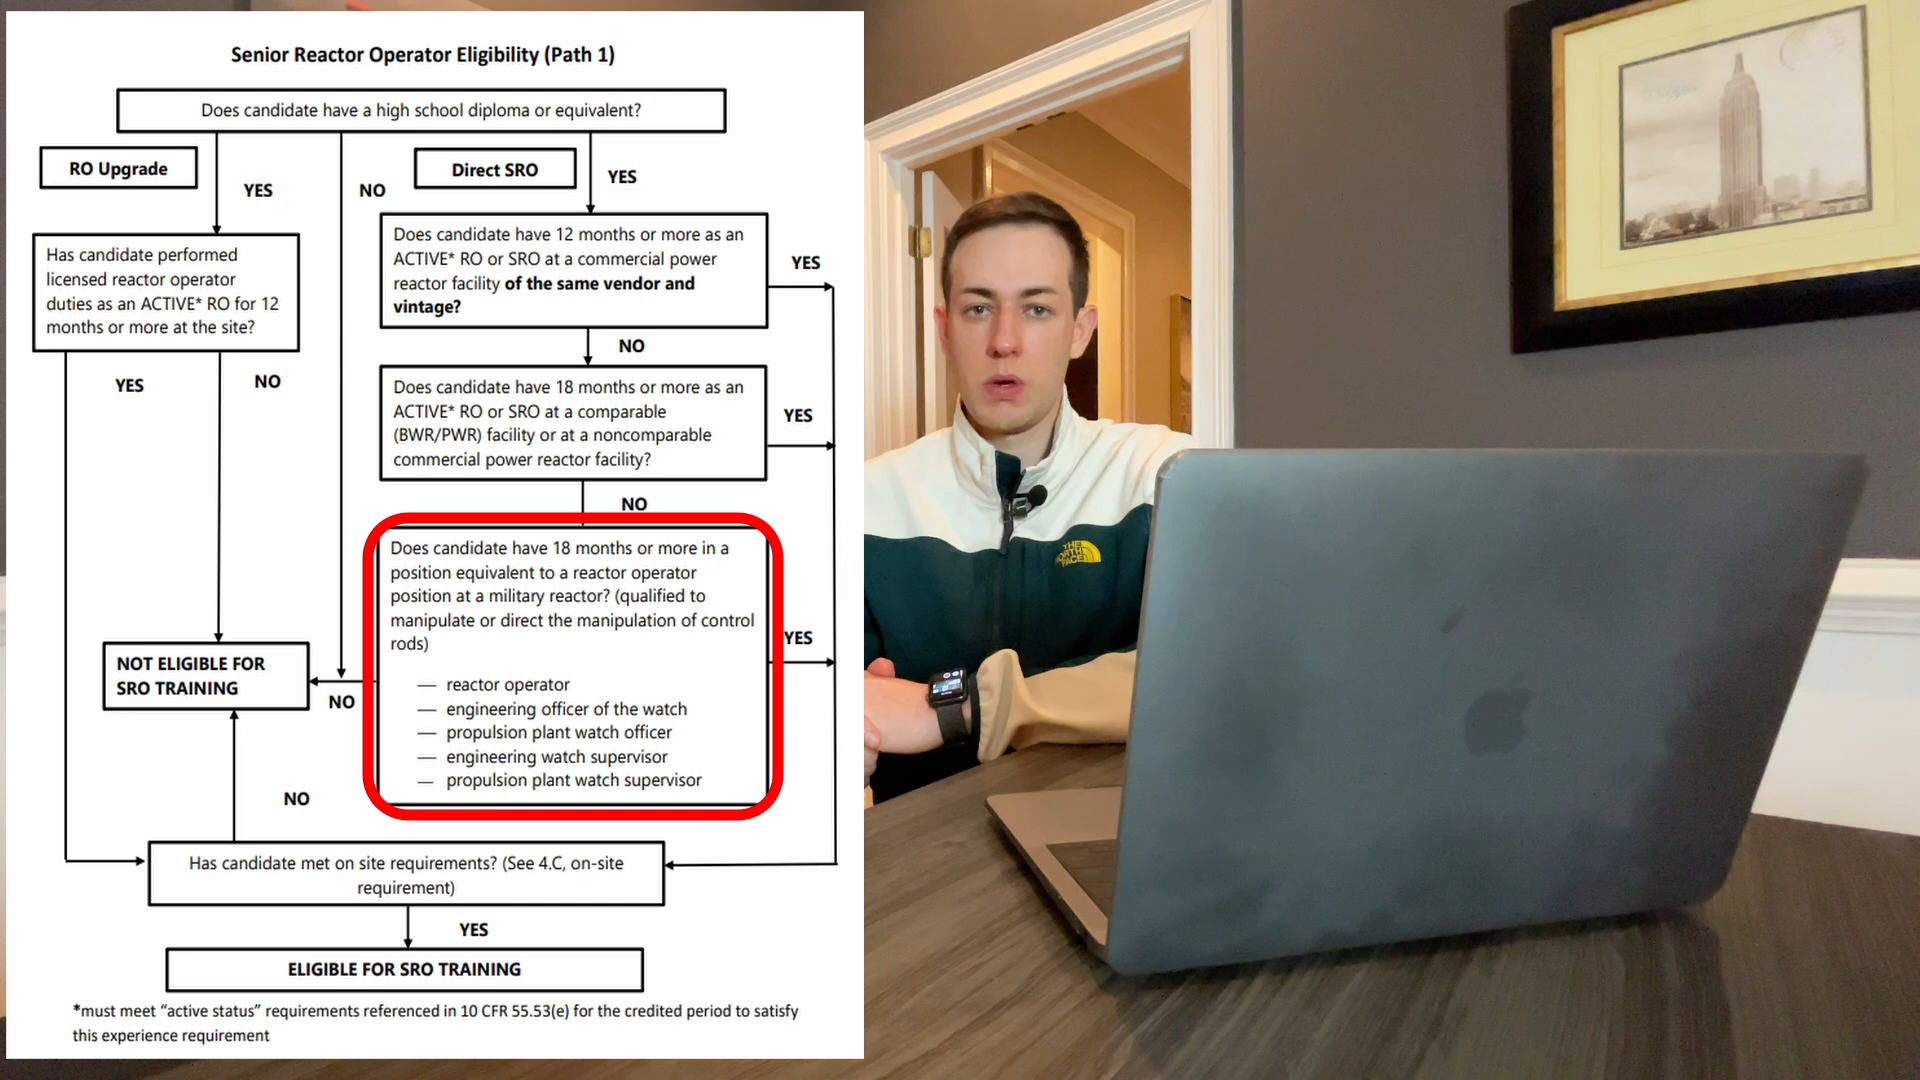 Senior Reactor Operator Eligibility (Path 1)
Does candidate have a high school diploma or equivalent?
RO Upgrade
YES
NO
Direct SRO
YES
Has candidate performed
licensed reactor operator
duties as an ACTIVE* RO for 12
months or more at the site?
Does candidate have 12 months or more as an
ACTIVE* RO or SRO at a commercial power
reactor facility of the same vendor and
vintage?
YES
NO
YES
NO
Does candidate have 18 months or more as an
ACTIVE* RO or SRO at a comparable
(BWR/PWR) facility or at a noncomparable
commercial power reactor facility?
YES
NO
Does candidate have 18 months or more in a
position equivalent to a reactor operator
position at a military reactor? (qualified to
manipulate or direct the manipulation of control
rods)
— reactor operator
— engineering officer of the watch
— propulsion plant watch officer
— engineering watch supervisor
— propulsion plant watch supervisor
YES
NOT ELIGIBLE FOR
SRO TRAINING
NO
NO
Has candidate met on site requirements? (See 4.C, on-site
requirement)
YES
ELIGIBLE FOR SRO TRAINING
*must meet “active status” requirements referenced in 10 CFR 55.53(e) for the credited period to satisfy
this experience requirement
THE
NORTH
FACE